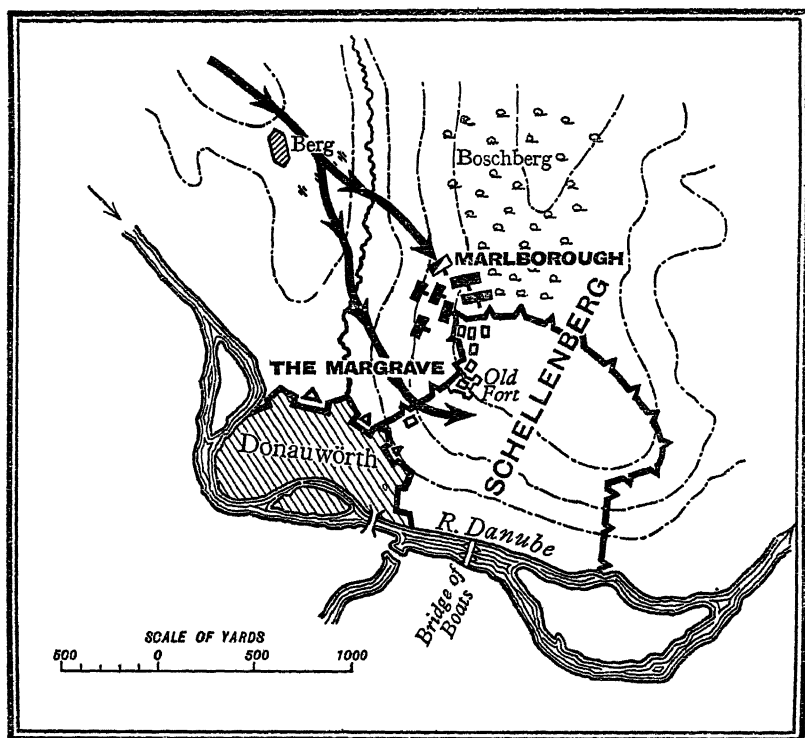 Berg
Boschberg
MARLBOROUGH
THE MARGRAVE
Old
Fort
SCHELLENBERG
Donauwörth
R. Danube
Bridge of
Boats
SCALE OF YARDS
500 0 500 1000